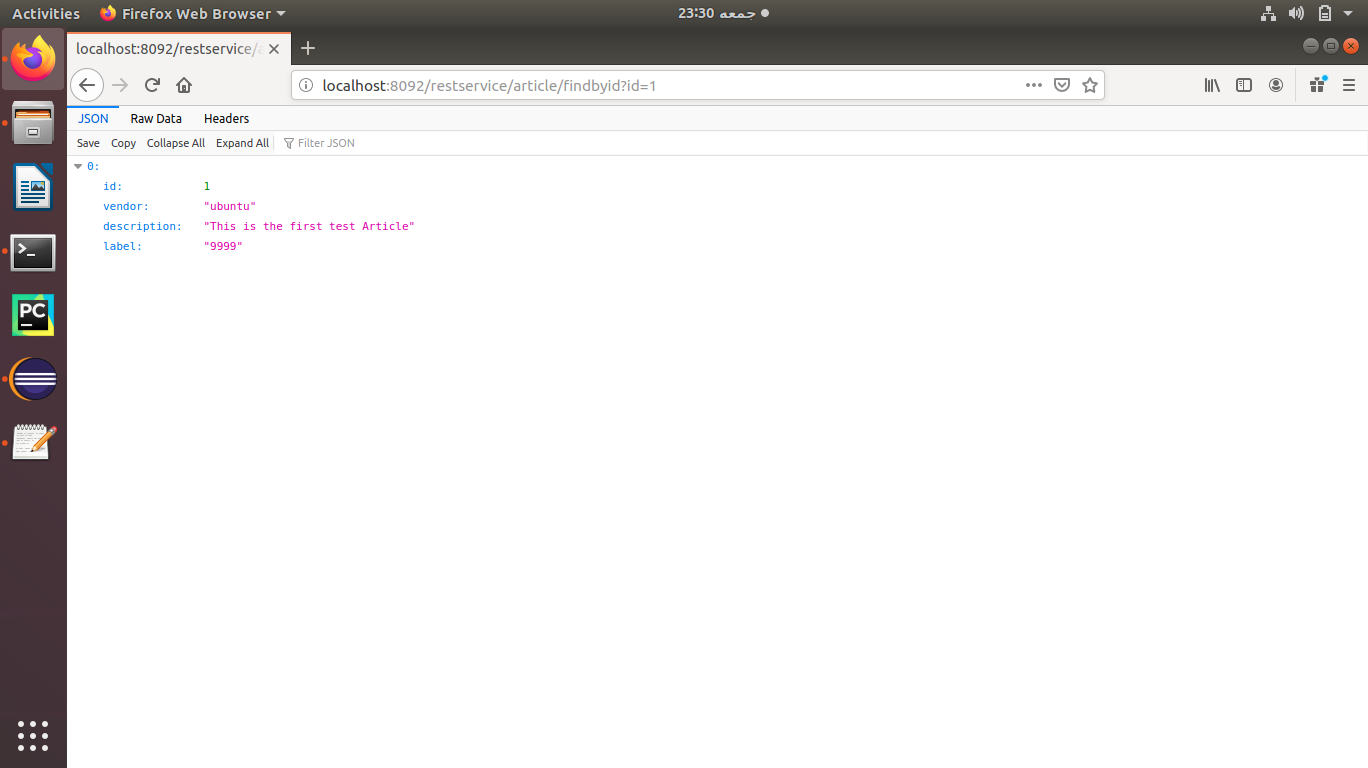 Activities Firefox Web Browser جمعه 23:30
localhost:8092/restservice/a
localhost:8092/restservice/article/findbyid?id=1
JSON Raw Data Headers
Save Copy Collapse All Expand All Filter JSON
0:
id: 1
vendor: "ubuntu"
description: "This is the first test Article"
label: "9999"
PC